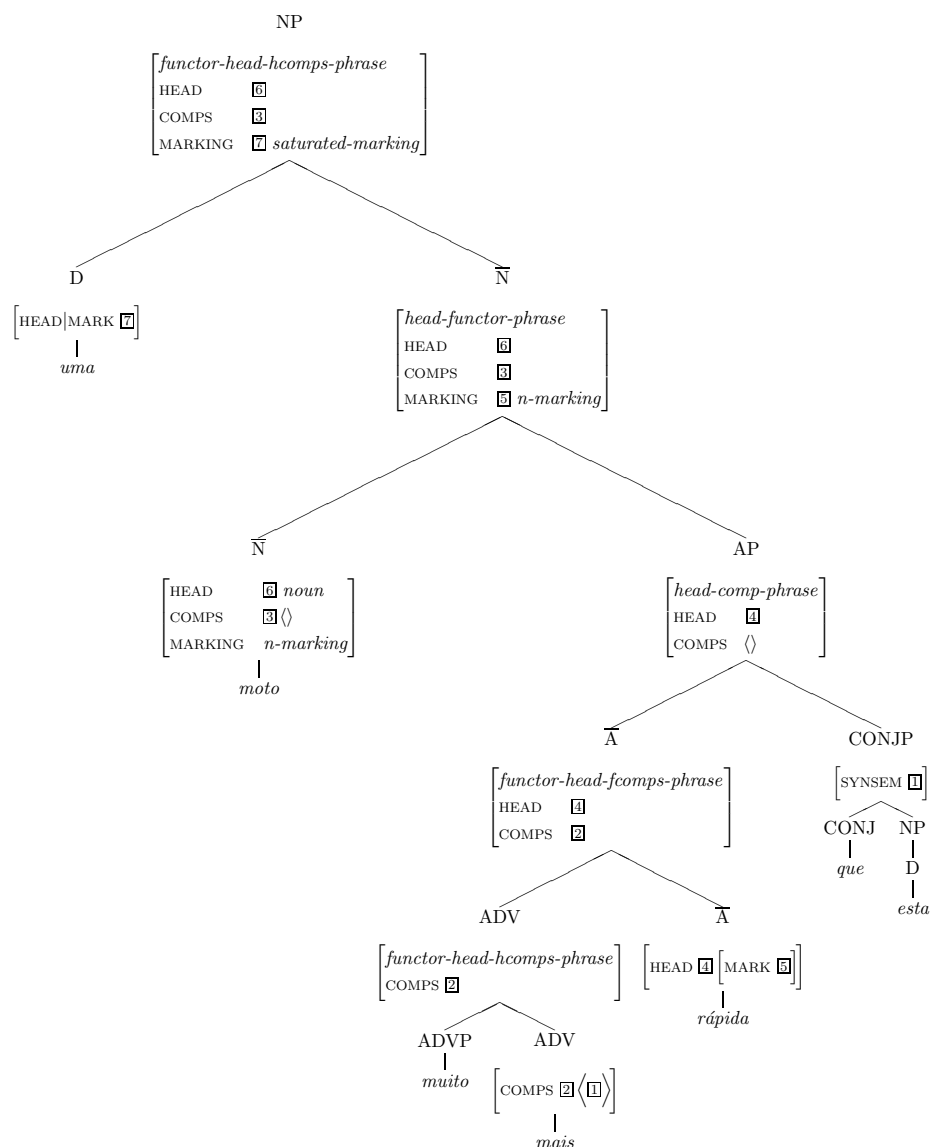 NP
functor-head-hcomps-phrase
HEAD 6
COMPS 3
MARKING 7 saturated-marking
D N
HEAD|MARK 7
uma
head-functor-phrase
HEAD 6
COMPS 3
MARKING 5 n-marking
N AP
HEAD 6 noun
COMPS 3 ⟨⟩
MARKING n-marking
moto
head-comp-phrase
HEAD 4
COMPS ⟨⟩
A CONJP
functor-head-fcomps-phrase
HEAD 4
COMPS 2
SYNSEM 1
CONJ NP
que D
esta
ADV A
functor-head-hcomps-phrase
COMPS 2
HEAD 4 [MARK 5]
rápida
ADVP ADV
muito
COMPS 2 ⟨1⟩
mais